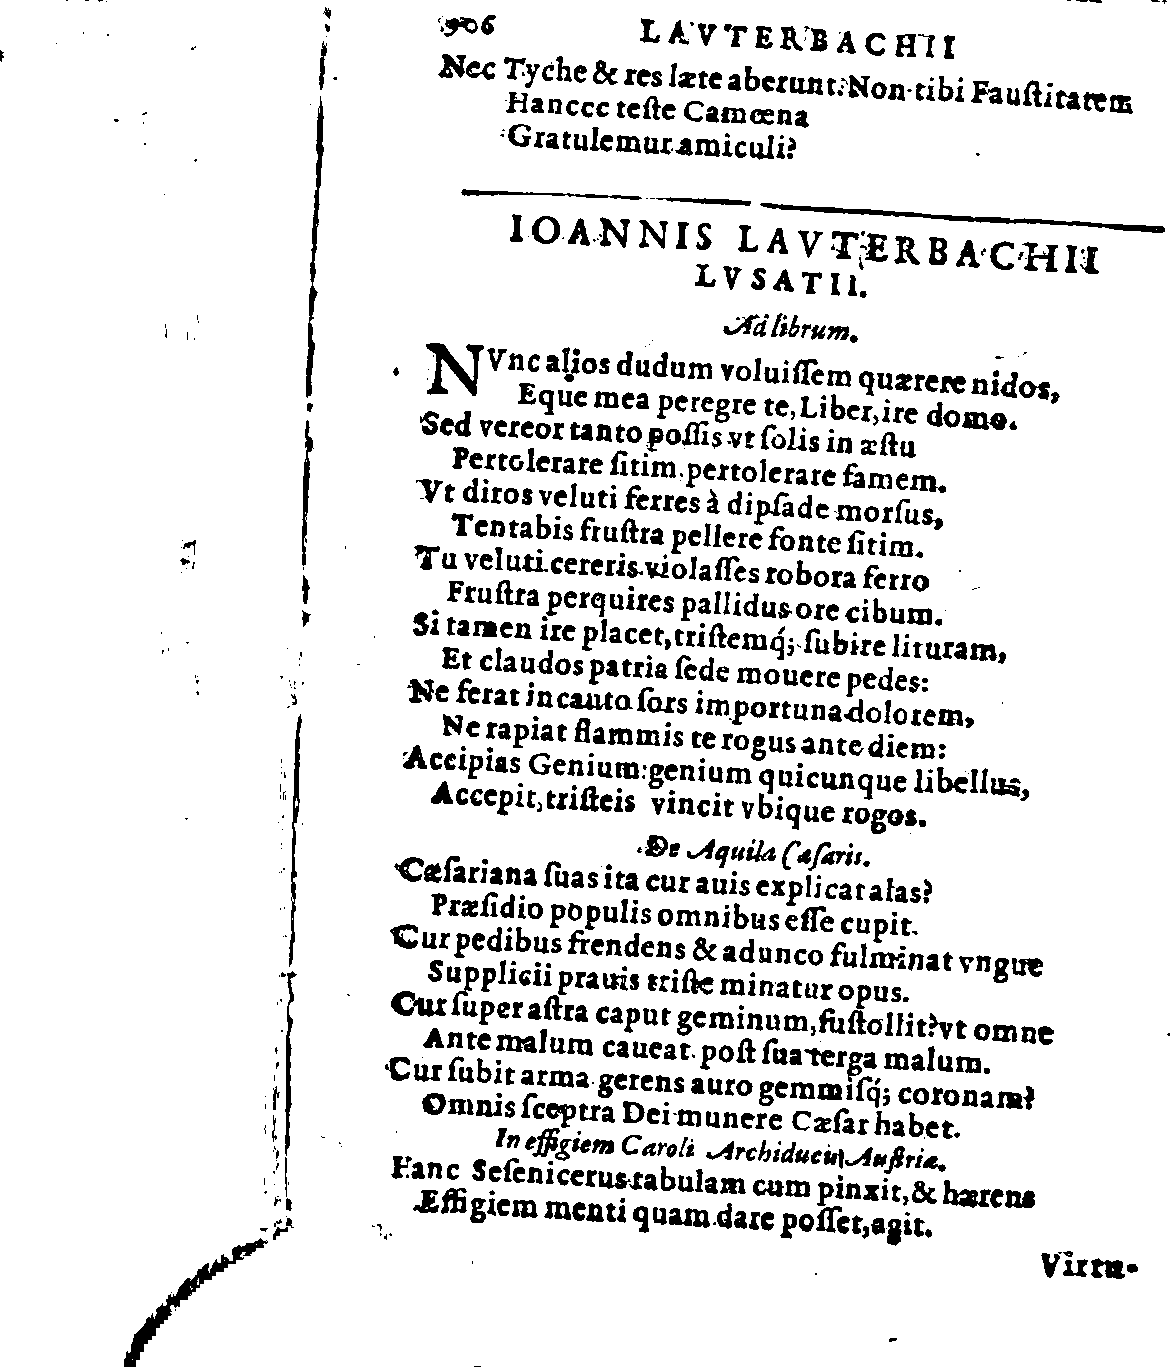 906 LAVTERBACHII
Nec Tyche & res læte aberunt: Non tibi Faustitatem
Hancce teste Camœna
Gratulemur amiculi?
IOANNIS LAVTERBACHII
LVSATII.
Ad librum.
NVnc alios dudum voluissem quærere nidos,
Eque mea peregre te, Liber, ire domo.
Sed vereor tanto possis vt solis in æstu
Pertolerare sitim pertolerare famem.
Vt diros veluti ferres à dipsade morsus,
Tentabis frustra pellere fonte sitim.
Tu veluti cereris violasses robora ferro
Frustra perquires pallidus ore cibum.
Si tamen ire placet, tristemq́; subire lituram,
Et claudos patria sede mouere pedes:
Ne ferat incauto sors importuna dolorem,
Ne rapiat flammis te rogus ante diem:
Accipias Genium: genium quicunque libellus,
Accepit, tristeis vincit vbique rogos.
De Aquila Cæsaris.
Cæsariana suas ita cur auis explicat alas?
Præsidio populis omnibus esse cupit.
Cur pedibus frendens & adunco fulminat vngue
Supplicii prauis triste minatur opus.
Cur super astra caput geminum, sustollit? vt omne
Ante malum caueat post sua terga malum.
Cur subit arma gerens auro gemmisq́; coronam?
Omnis sceptra Dei munere Cæsar habet.
In effigiem Caroli Archiducis Austriæ.
Hanc Sesenicerus tabulam cum pinxit, & hærens
Effigiem menti quam dare posset, agit.
Virtu-